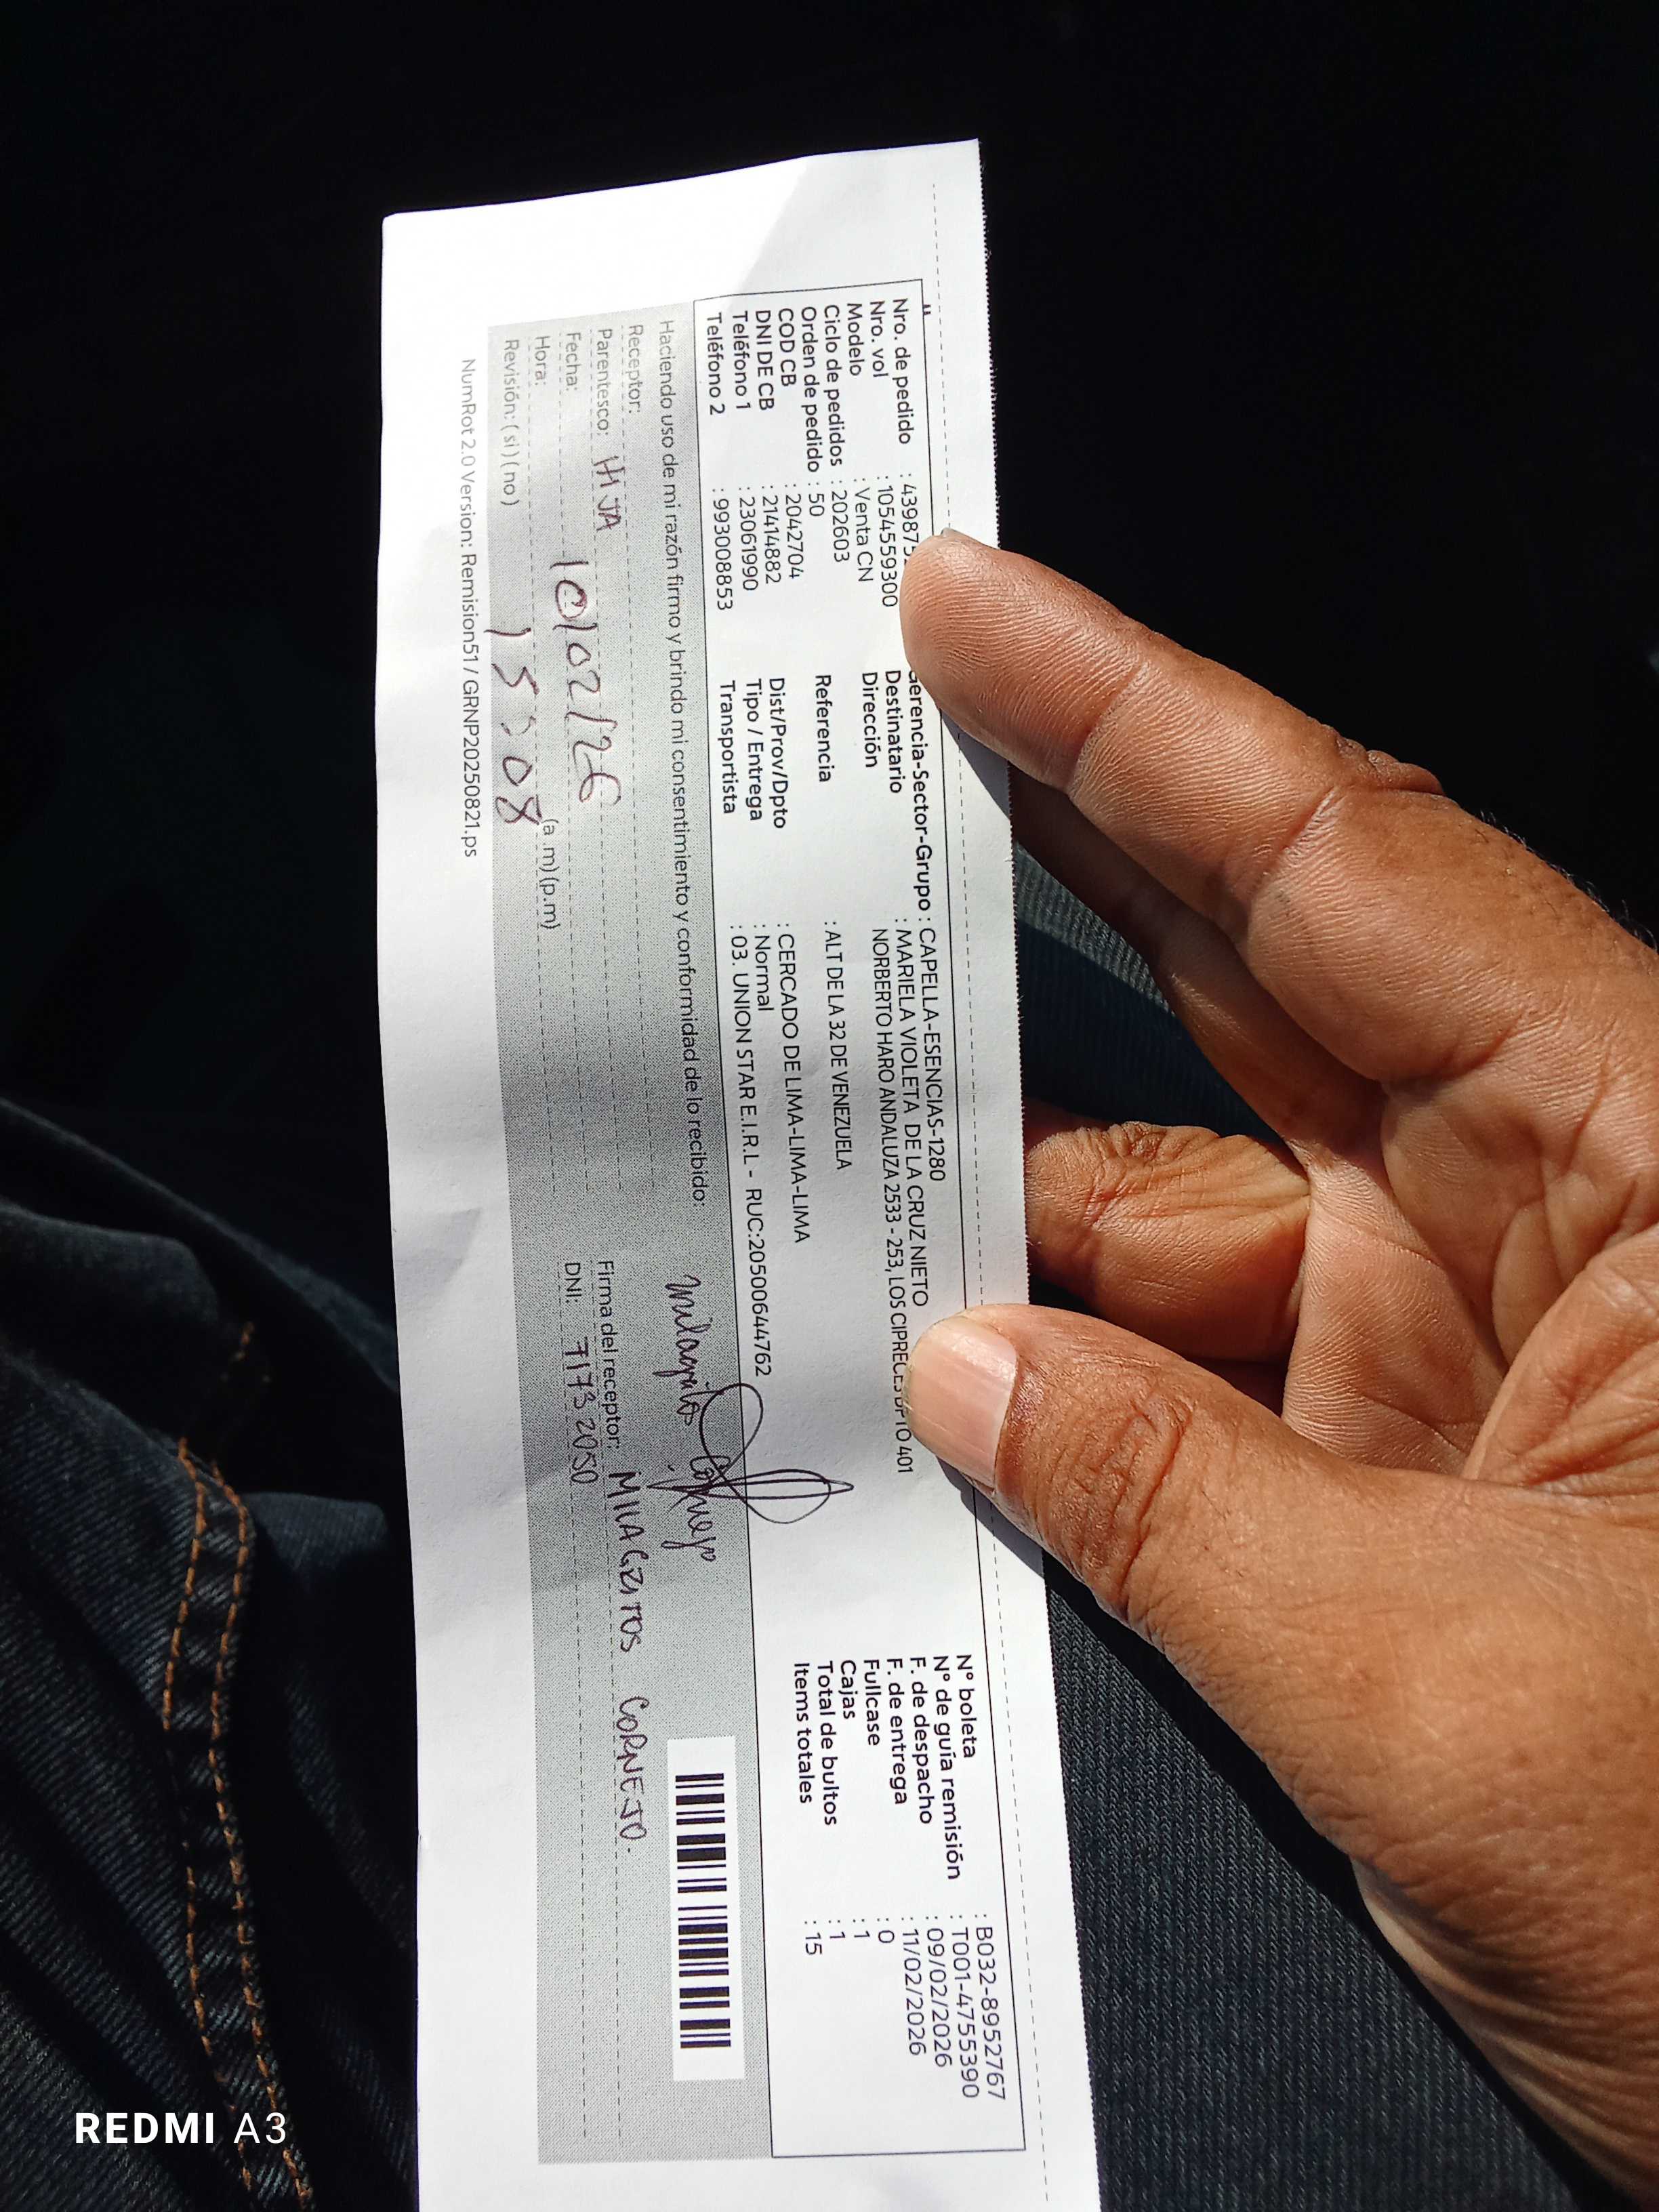 Nro. de pedido : 43987
Nro. vol : 1054559300
Modelo : Venta CN
Ciclo de pedidos : 202603
Orden de pedido : 50
COD CB : 2042704
DNI DE CB : 21414882
Teléfono 1 : 23061990
Teléfono 2 : 993008853
Gerencia-Sector-Grupo : CAPELLA-ESENCIAS-1280
Destinatario : MARIELA VIOLETA DE LA CRUZ NIETO
Dirección NORBERTO HARO ANDALUZA 2533 - 253, LOS CIPRECES DPTO 401
Referencia : ALT DE LA 32 DE VENEZUELA
Dist/Prov/Dpto : CERCADO DE LIMA-LIMA-LIMA
Tipo / Entrega : Normal
Transportista : 03. UNION STAR E.I.R.L - RUC:20500644762
N° boleta : B032-8952767
N° de guía remisión : T001-4755390
F. de despacho : 09/02/2026
F. de entrega : 11/02/2026
Fullcase : 0
Cajas : 1
Total de bultos : 1
Items totales : 15
Haciendo uso de mi razón firmo y brindo mi consentimiento y conformidad de lo recibido:
Milagritos Cornejo
Receptor:
Parentesco: HIJA
Fecha: 10/02/26
Hora: 15:08 (a.m) (p.m)
Revisión: (si) (no)
Firma del receptor: MILAGRITOS CORNEJO.
DNI: 71732050
NumRot 2.0 Version: Remision51 / GRNP20250821.ps
REDMI A3